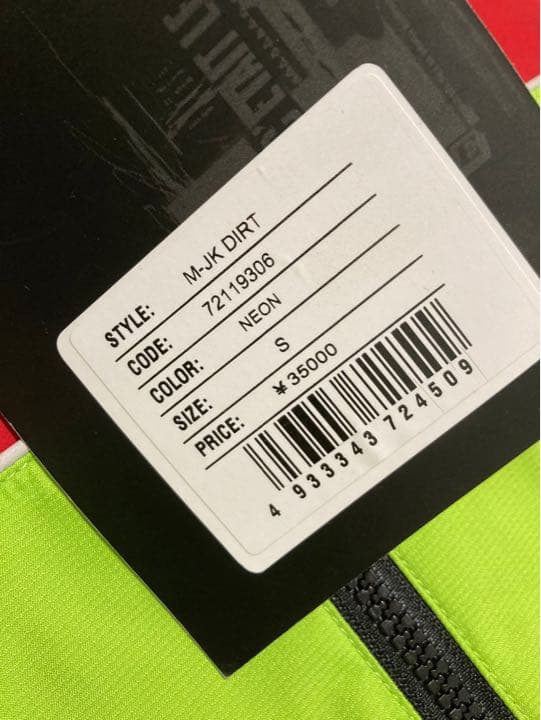 STYLE: M-JK DIRT
CODE: 72119306
COLOR: NEON
SIZE: S
PRICE: ¥35000
4 933343 724509